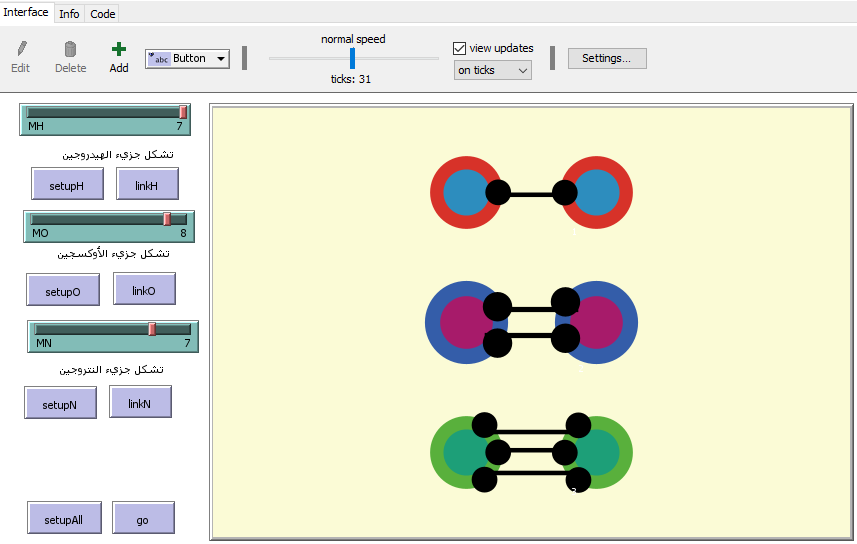 Interface Info Code
Edit Delete Add abc Button normal speed view updates
ticks: 31 on ticks Settings...
MH 7
تشكل جزيء الهيدروجين
setupH linkH
MO 8
تشكل جزيء الأوكسجين
setupO linkO
MN 7
تشكل جزيء النتروجين
setupN linkN
setupAll go